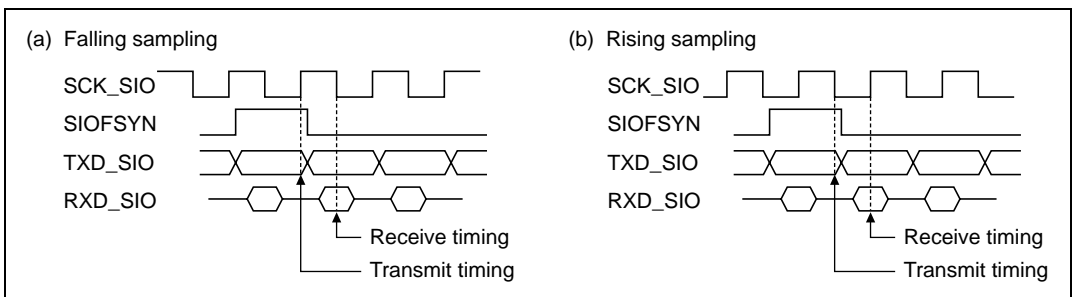 (a) Falling sampling
SCK_SIO
SIOFSYN
TXD_SIO
RXD_SIO
Receive timing
Transmit timing
(b) Rising sampling
SCK_SIO
SIOFSYN
TXD_SIO
RXD_SIO
Receive timing
Transmit timing